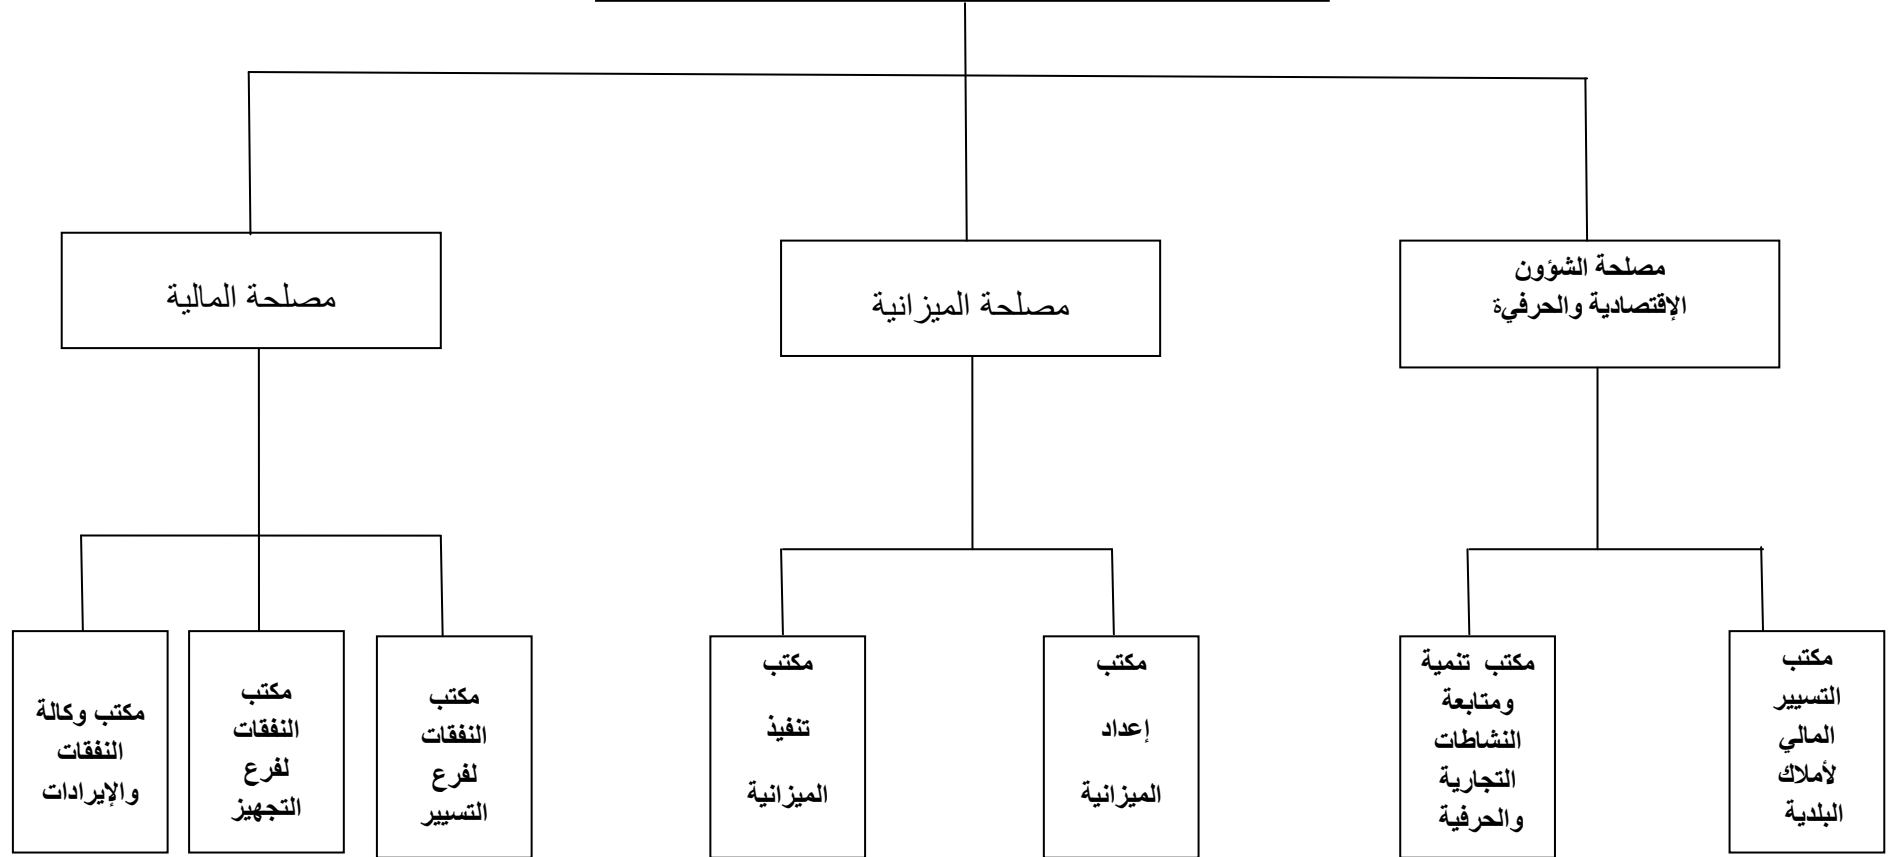 مصلحة الشؤون
الإقتصادية والحرفية
مصلحة الميزانية
مصلحة المالية
مكتب
التسيير
المالي
لأملاك
البلدية
مكتب تنمية
ومتابعة
النشاطات
التجارية
والحرفية
مكتب
إعداد
الميزانية
مكتب
تنفيذ
الميزانية
مكتب
النفقات
لفرع
التسيير
مكتب
النفقات
لفرع
التجهيز
مكتب وكالة
النفقات
والإيرادات